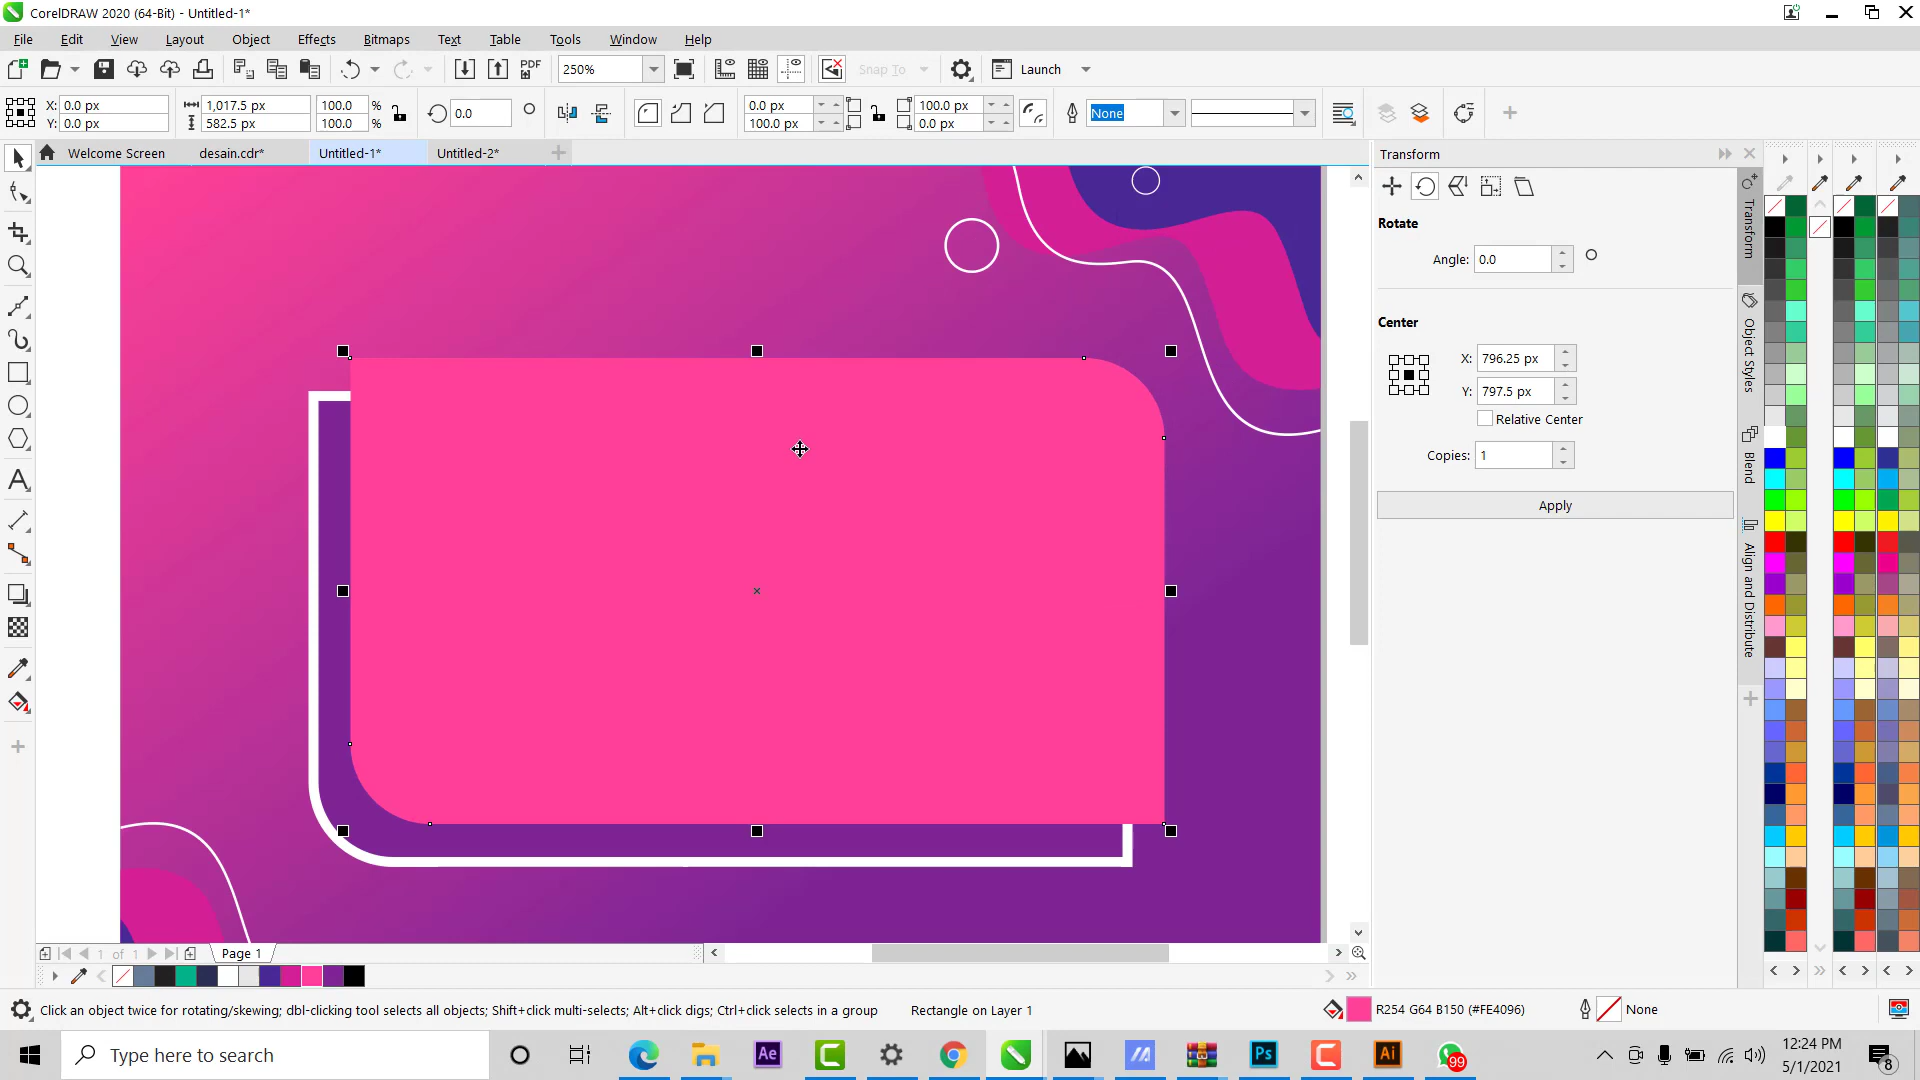 CorelDRAW 2020 (64-Bit) - Untitled-1*
File Edit View Layout Object Effects Bitmaps Text Table Tools Window Help
PDF 250% Snap To Launch
X: 0.0 px 1,017.5 px 100.0 % 0.0 0.0 px 100.0 px None
Y: 0.0 px 582.5 px 100.0 % 100.0 px 0.0 px
Welcome Screen desain.cdr* Untitled-1* Untitled-2*
Transform
Rotate
Angle: 0.0
Center
X: 796.25 px
Y: 797.5 px
Relative Center
Copies: 1
Apply
Transform
Object Styles
Blend
Align and Distribute
1 of 1 Page 1
Click an object twice for rotating/skewing; dbl-clicking tool selects all objects; Shift+click multi-selects; Alt+click digs; Ctrl+click selects in a group Rectangle on Layer 1 R254 G64 B150 (#FE4096) None
Type here to search Ae Ps Ai 99 12:24 PM
5/1/2021 8